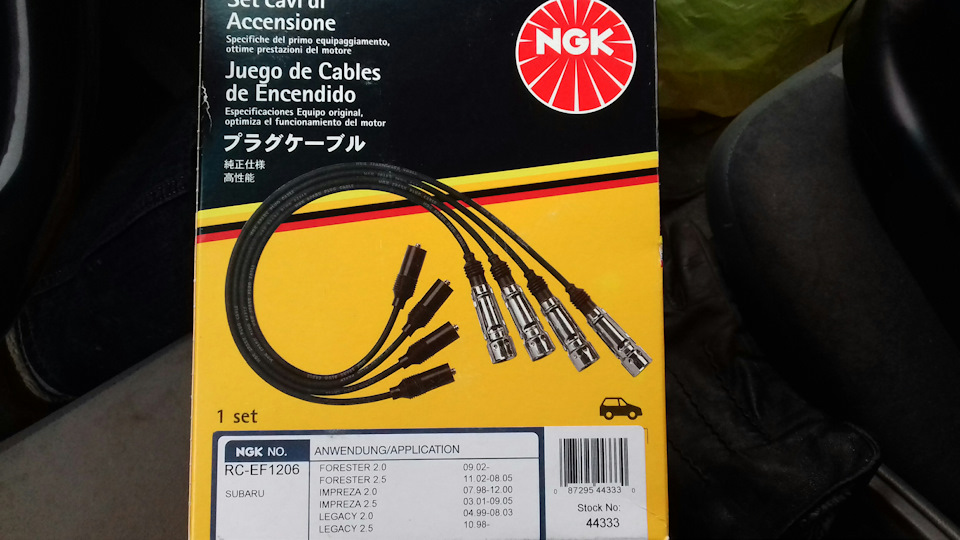 Set Cavi di
Accensione
Specifiche del primo equipaggiamento,
ottime prestazioni del motore
Juego de Cables
de Encendido
Especificaciones Equipo original,
optimiza el funcionamiento del motor
プラグケーブル
純正仕様
高性能
NGK
1 set
NGK NO.
ANWENDUNG/APPLICATION
RC-EF1206
SUBARU
FORESTER 2.0 09.02-
FORESTER 2.5 11.02-08.05
IMPREZA 2.0 07.98-12.00
IMPREZA 2.5 03.01-09.05
LEGACY 2.0 04.99-08.03
LEGACY 2.5 10.98-
0 87295 44333 0
Stock No:
44333